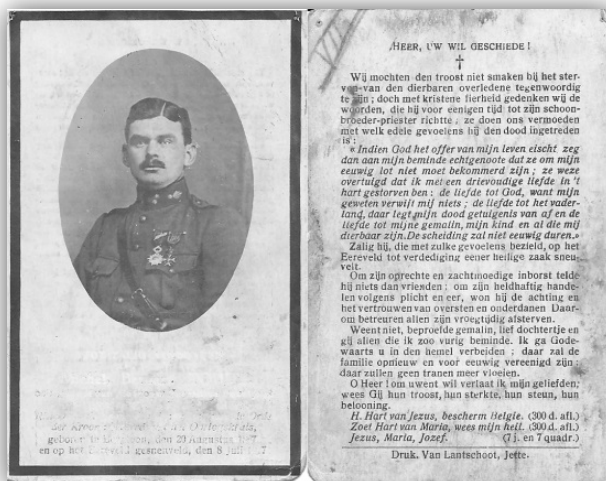 der Kroon
geboren te
den 20 Augustus
en op het Eereveld gesneuveld, den 8 Juli
HEER, UW WIL GESCHIEDE!
†
Wij mochten den troost niet smaken bij het ster-
ven van den dierbaren overledene tegenwoordig
te zijn; doch met kristene fierheid gedenken wij de
woorden, die hij voor eenigen tijd tot zijn schoon-
broeder-priester richtte; ze doen ons vermoeden
met welk edele gevoelens hij den dood ingetreden
is:
« Indien God het offer van mijn leven eischt zeg
dan aan mijn beminde echtgenoote dat ze om mijn
eeuwig lot niet moet bekommerd zijn; ze weze
overtuigd dat ik met een drievoudige liefde in 't
hart gestorven ben: de liefde tot God, want mijn
geweten verwijt mij niets; de liefde tot het vader-
land, daar legt mijn dood getuigenis van af en de
liefde tot mijne gemalin, mijn kind en al die mij
dierbaar zijn. De scheiding zal niet eeuwig duren.»
Zalig hij, die met zulke gevoelens bezield, op het
Eereveld tot verdediging eener heilige zaak sneu-
velt.
Om zijn oprechte en zachtmoedige inborst telde
hij niets dan vrienden; om zijn heldhaftig hande-
len volgens plicht en eer, won hij de achting en
het vertrouwen van oversten en onderdanen Daar-
om betreuren allen zijn vroegtijdig afsterven.
Weent niet, beproefde gemalin, lief dochtertje en
gij allen die ik zoo vurig beminde. Ik ga Gode-
waarts u in den hemel verbeiden; daar zal de
familie opnieuw en voor eeuwig vereenigd zijn;
daar zullen geen tranen meer vloeien.
O Heer! om uwent wil verlaat ik mijn geliefden;
wees Gij hun troost, hun sterkte, hun steun, hun
belooning.
H. Hart van Jezus, bescherm Belgie. (300 d. afl.)
Zoet Hart van Maria, wees mijn heil. (300 d. afl.)
Jezus, Maria, Jozef. (7 j. en 7 quadr.)
Druk. Van Lantschoot, Jette.